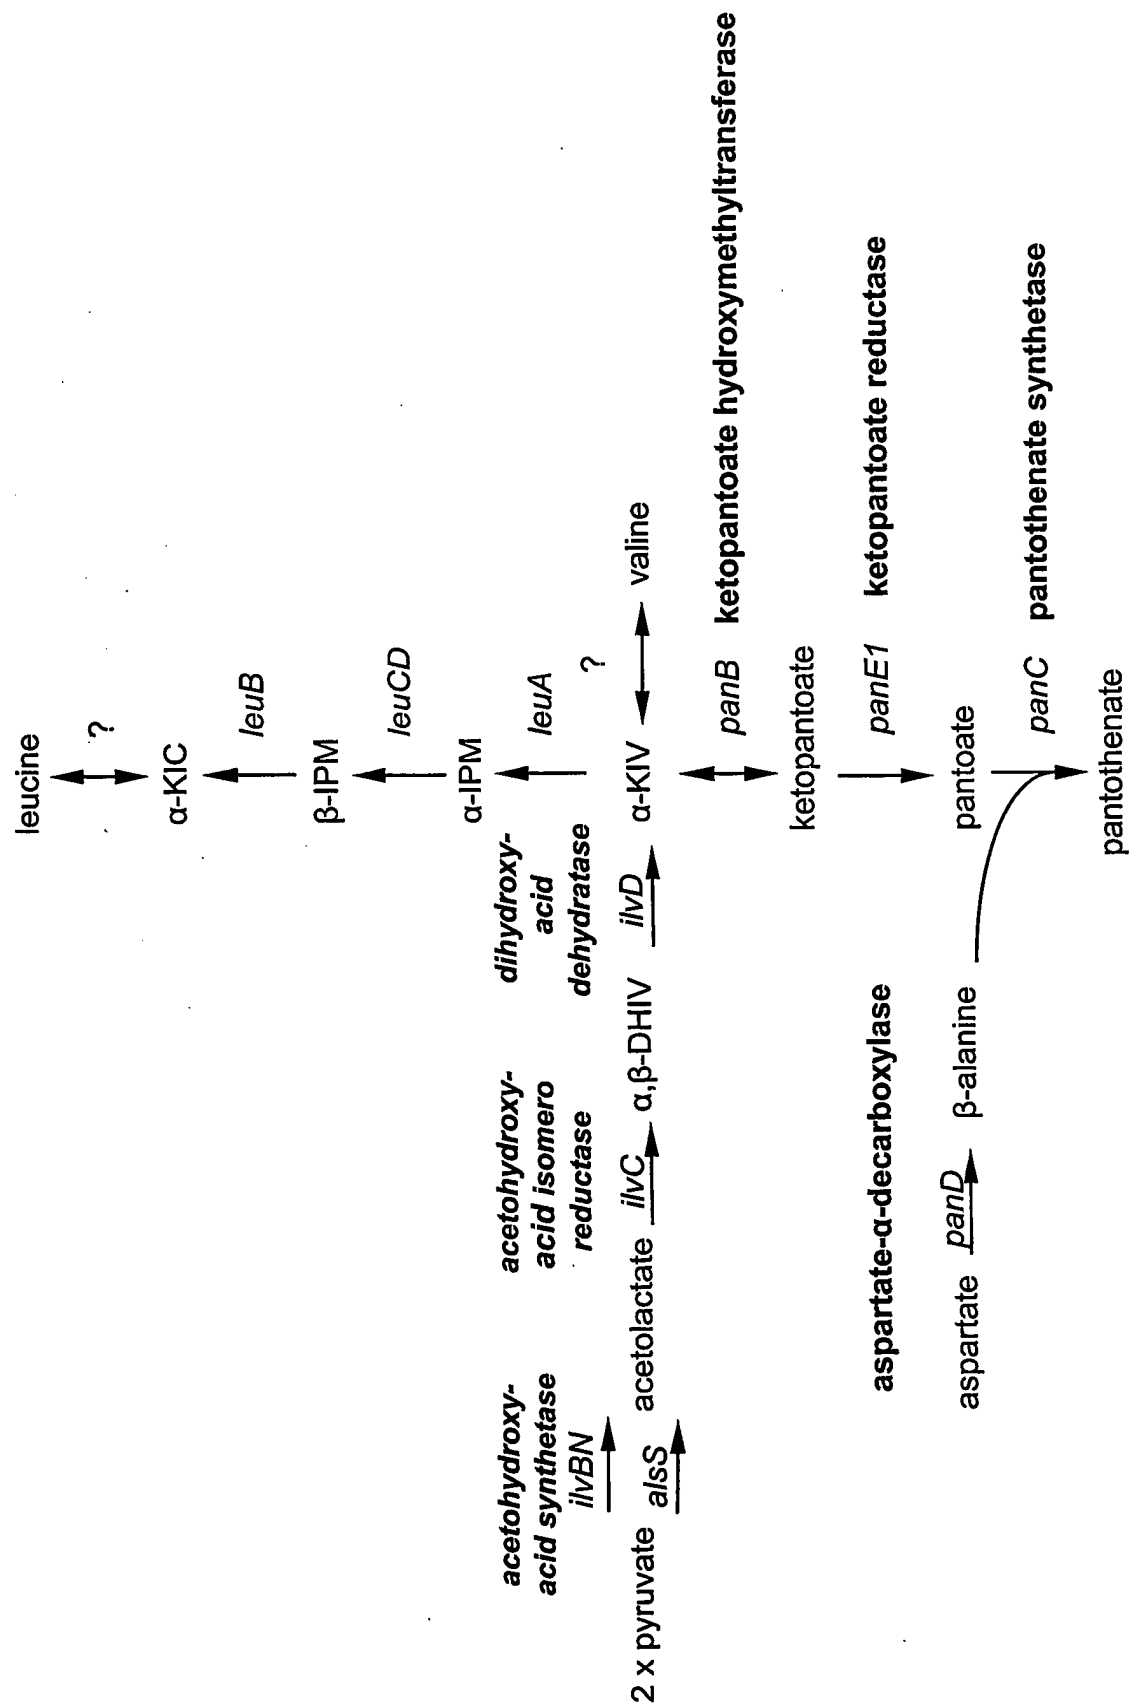 leucine
?
α-KIC
leuB
β-IPM
leuCD
α-IPM
leuA
acetohydroxy-
acid synthetase
ilvBN
acetohydroxy-
acid isomero
reductase
dihydroxy-
acid
dehydratase
?
2 x pyruvate alsS acetolactate ilvC α,β-DHIV ilvD α-KIV valine
panB ketopantoate hydroxymethyltransferase
ketopantoate
aspartate-α-decarboxylase
panE1 ketopantoate reductase
aspartate panD β-alanine pantoate
panC pantothenate synthetase
pantothenate